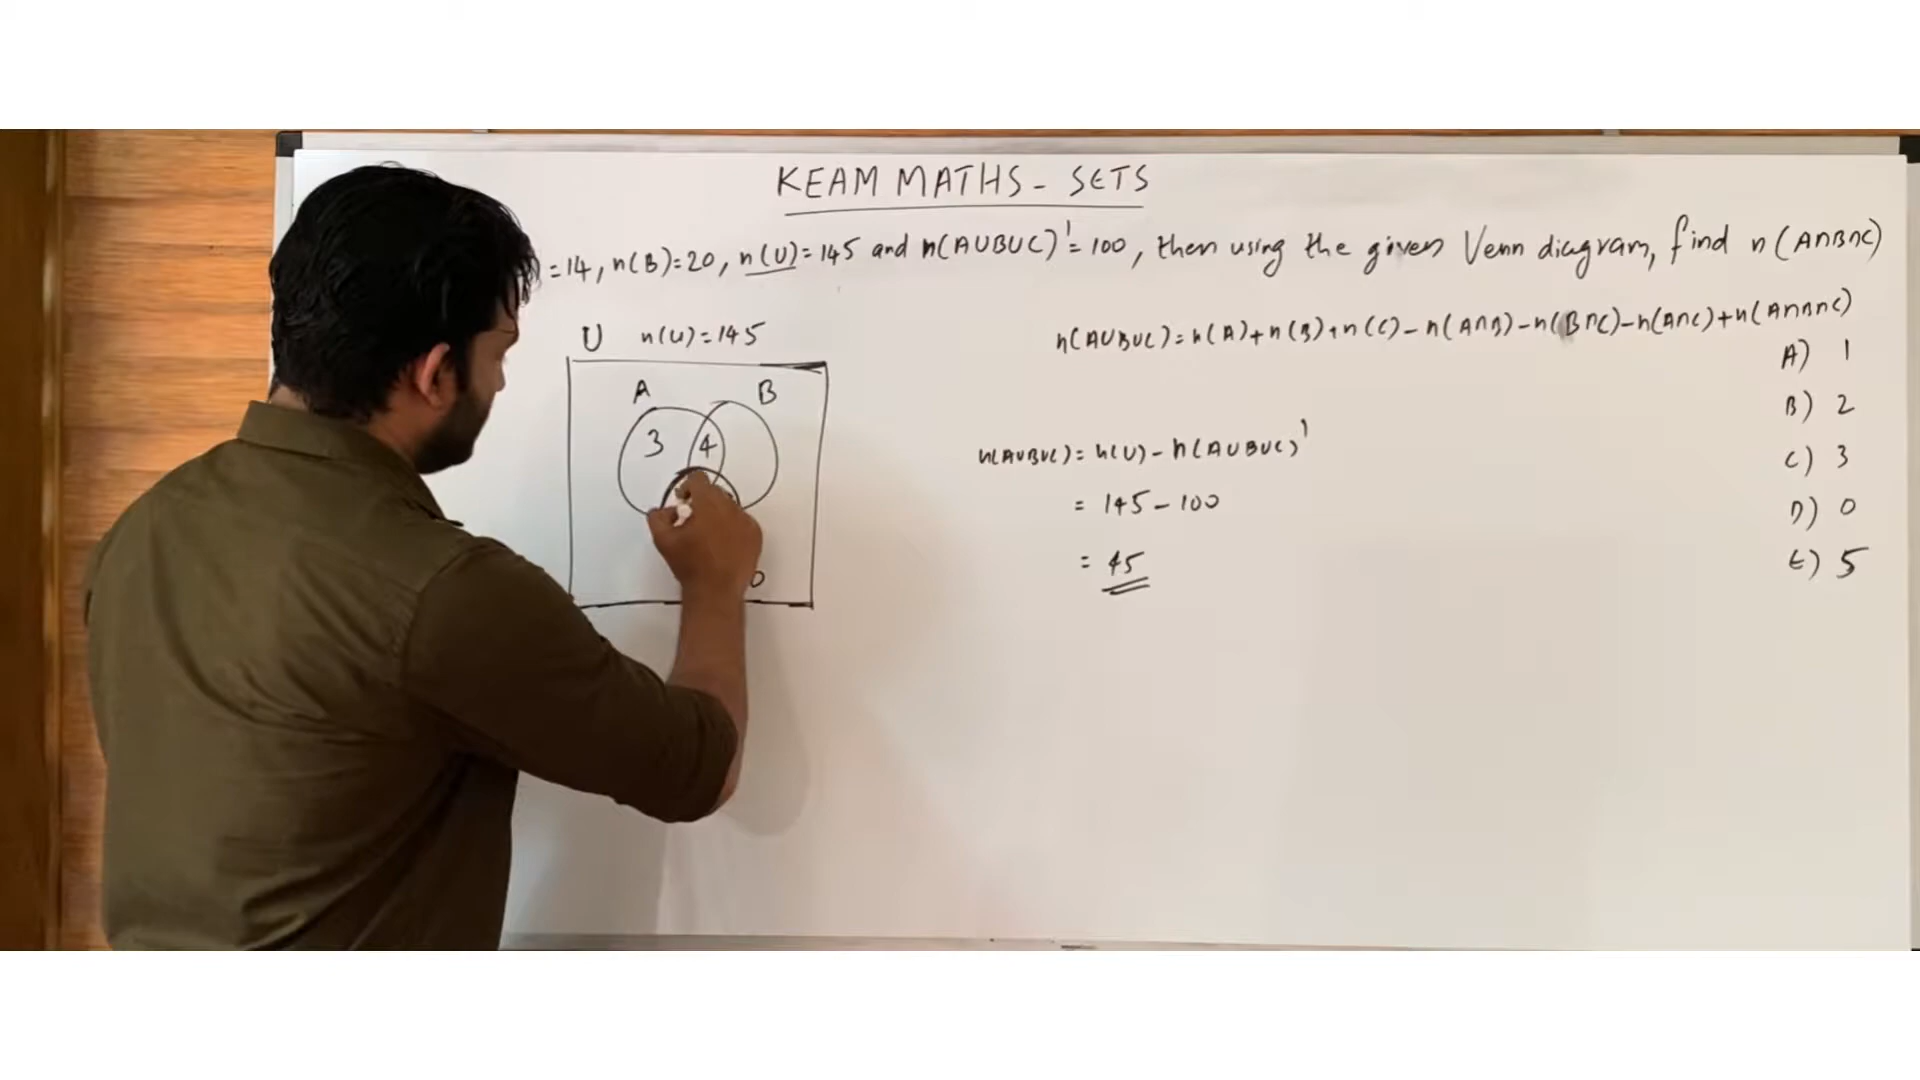 KEAM MATHS - SETS
) = 14, n(B)=20, n(U)= 145 and n(AUBUC)'= 100, then using the given Venn diagram, find n(A∩B∩C)
U n(U)=145
n(AUBUC)=n(A)+n(B)+n(C)-n(A∩B)-n(B∩C)-n(A∩C)+n(A∩B∩C)
A) 1
A B
B) 2
3 4
n(AUBUC)= n(U)- n(AUBUC)'
C) 3
= 145-100
D) 0
= 45
E) 5
0